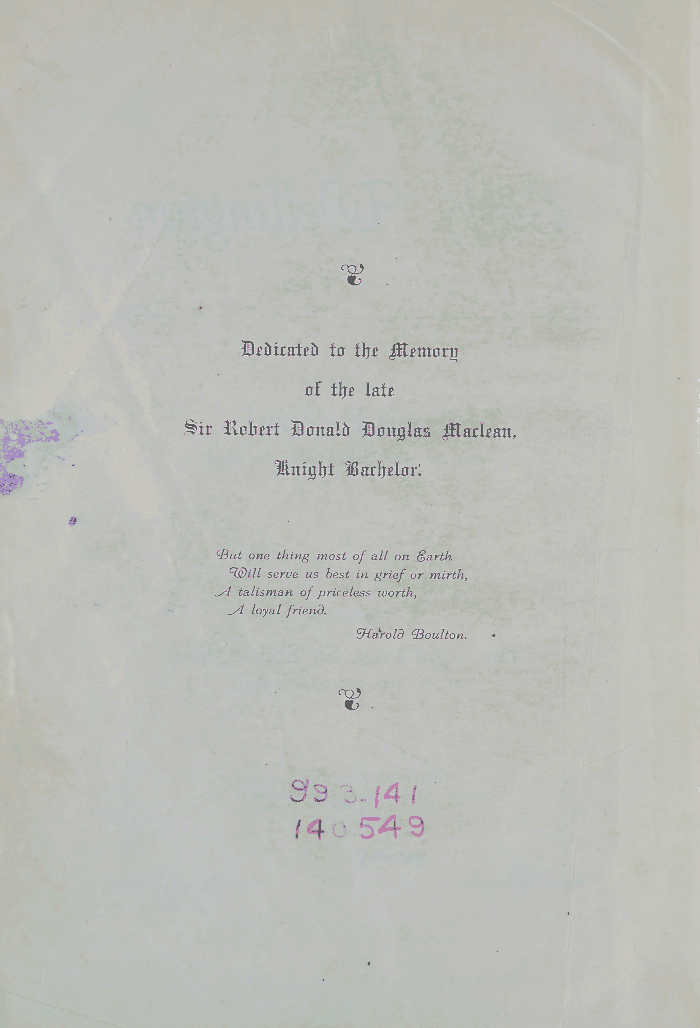 Dedicated to the Memory
of the late
Sir Robert Donald Douglas Maclean,
Knight Bachelor.
But one thing most of all on Earth
Will serve us best in grief or mirth,
A talisman of priceless worth,
A loyal friend.
Harold Boulton.
993.141
140549